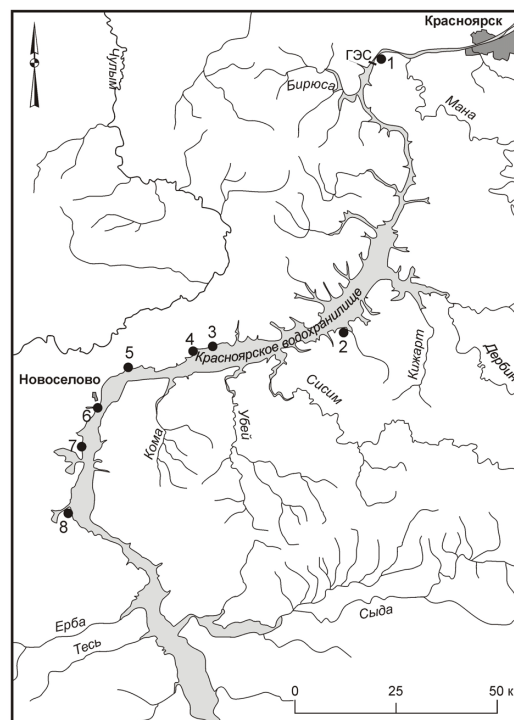 Красноярск
ГЭС
1
Чулым
Бирюса
Мана
Красноярское водохранилище
2
3
4
5
Кижарт
Дербин
Новоселово
Сисим
6
Убей
Кома
7
8
Ерба
Тесь
Сыда
0 25 50 к